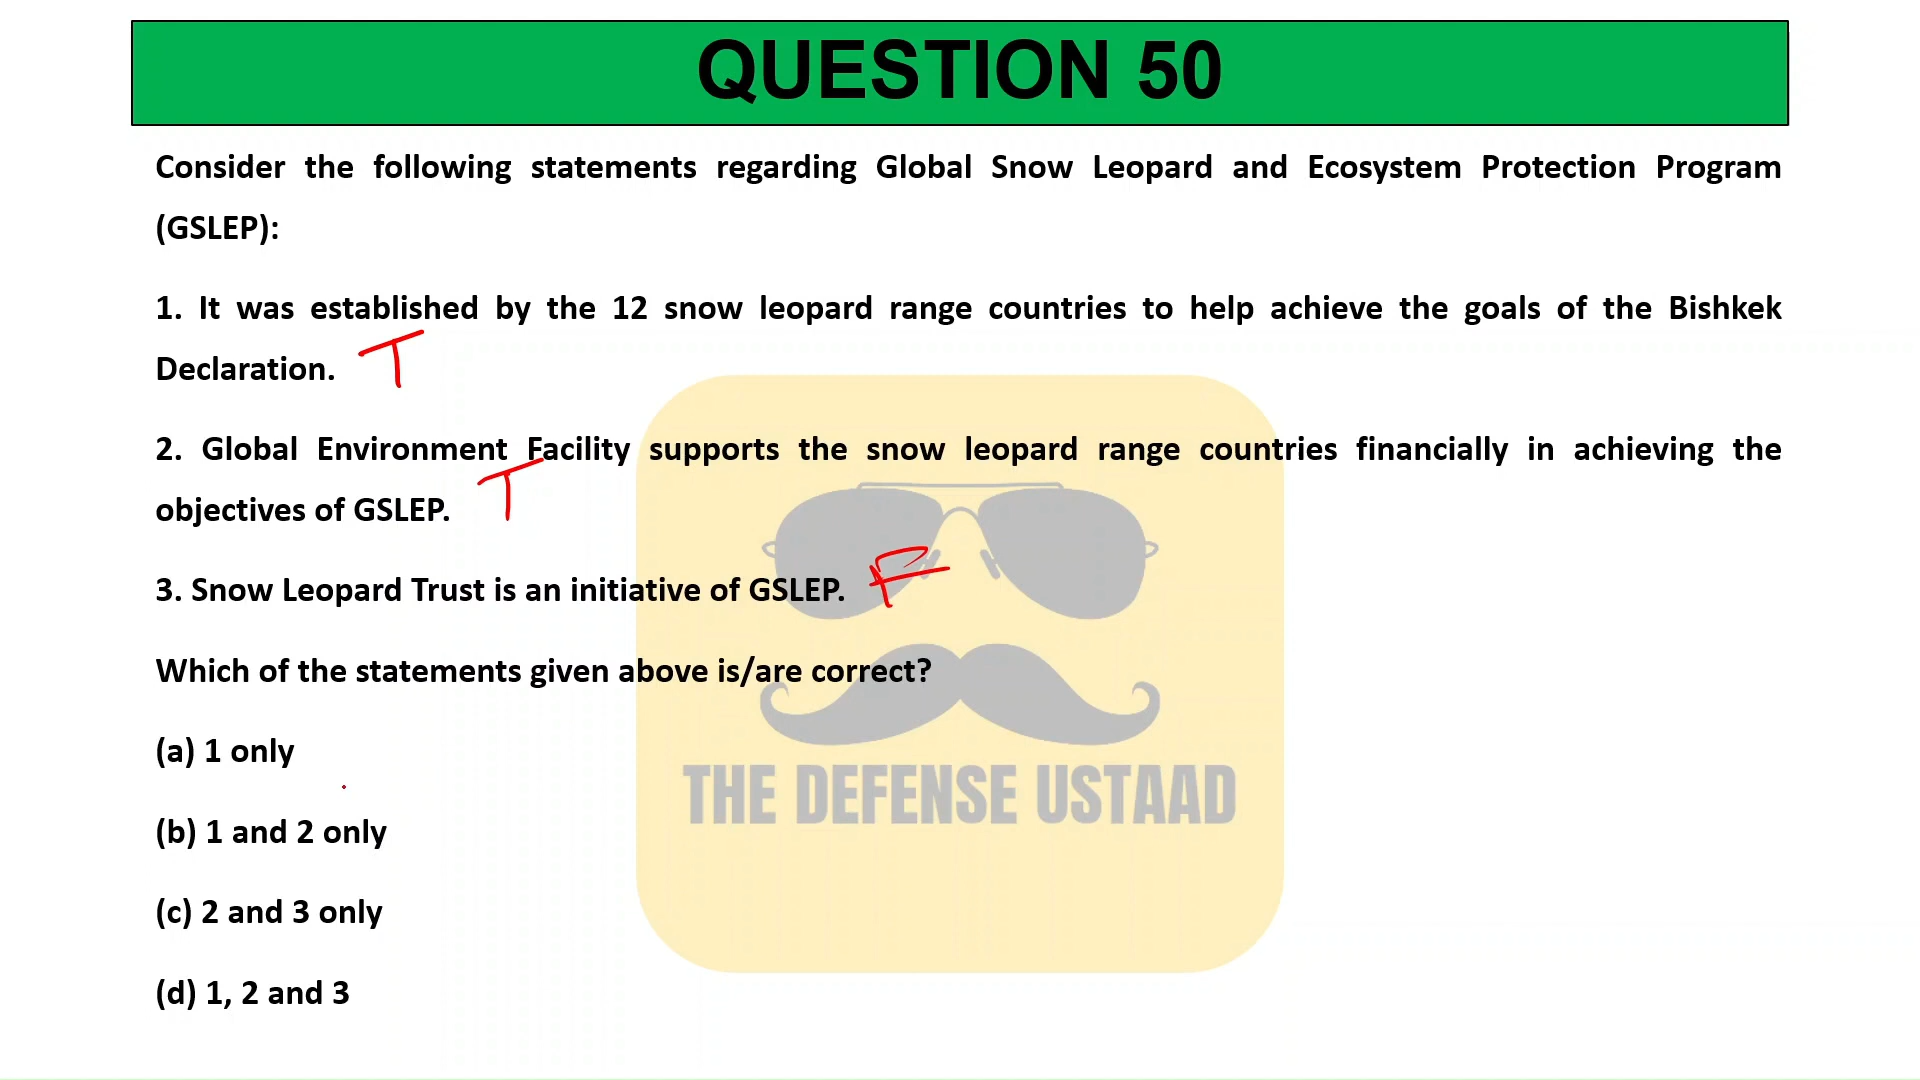 QUESTION 50
Consider the following statements regarding Global Snow Leopard and Ecosystem Protection Program
(GSLEP):
1. It was established by the 12 snow leopard range countries to help achieve the goals of the Bishkek
Declaration. T
2. Global Environment Facility supports the snow leopard range countries financially in achieving the
objectives of GSLEP. T
3. Snow Leopard Trust is an initiative of GSLEP. F
Which of the statements given above is/are correct?
(a) 1 only
THE DEFENSE USTAAD
(b) 1 and 2 only
(c) 2 and 3 only
(d) 1, 2 and 3